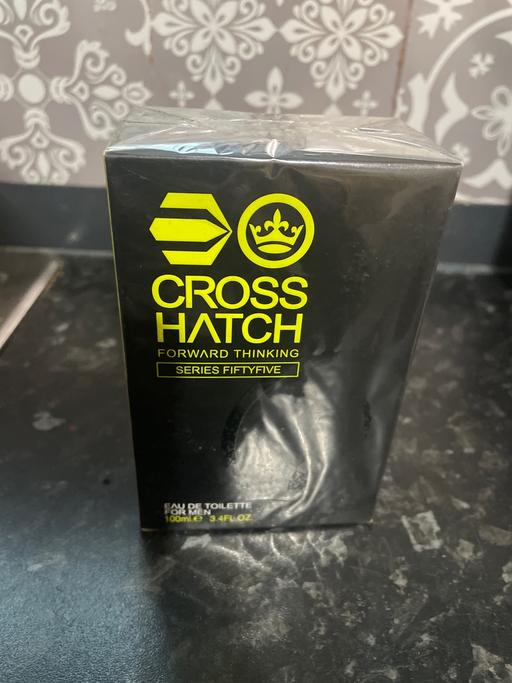 CROSS
HATCH
FORWARD THINKING
SERIES FIFTYFIVE
EAU DE TOILETTE
FOR MEN
100ml ℮ 3.4FL.OZ